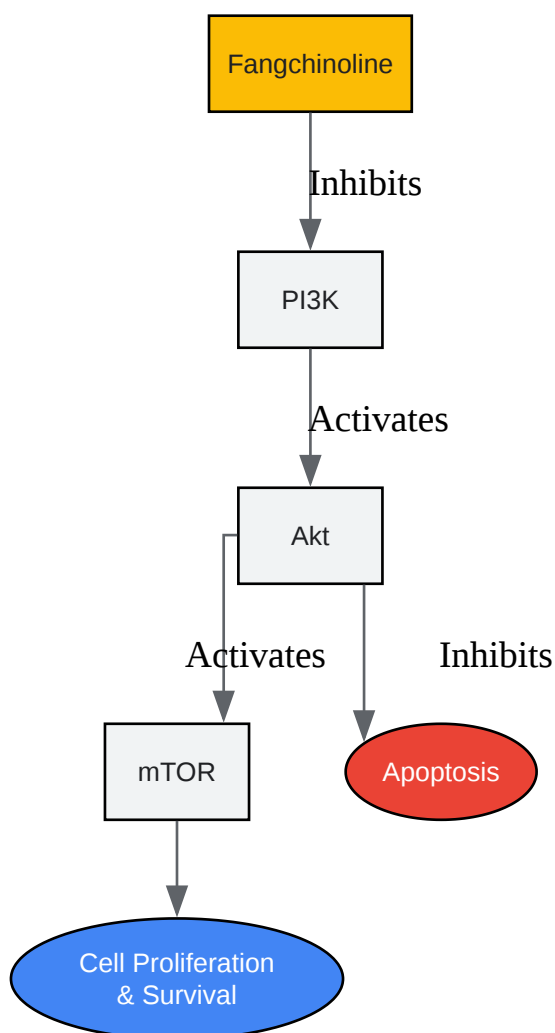 Fangchinoline
Inhibits
PI3K
Activates
Akt
Activates
Inhibits
mTOR
Apoptosis
Cell Proliferation
& Survival